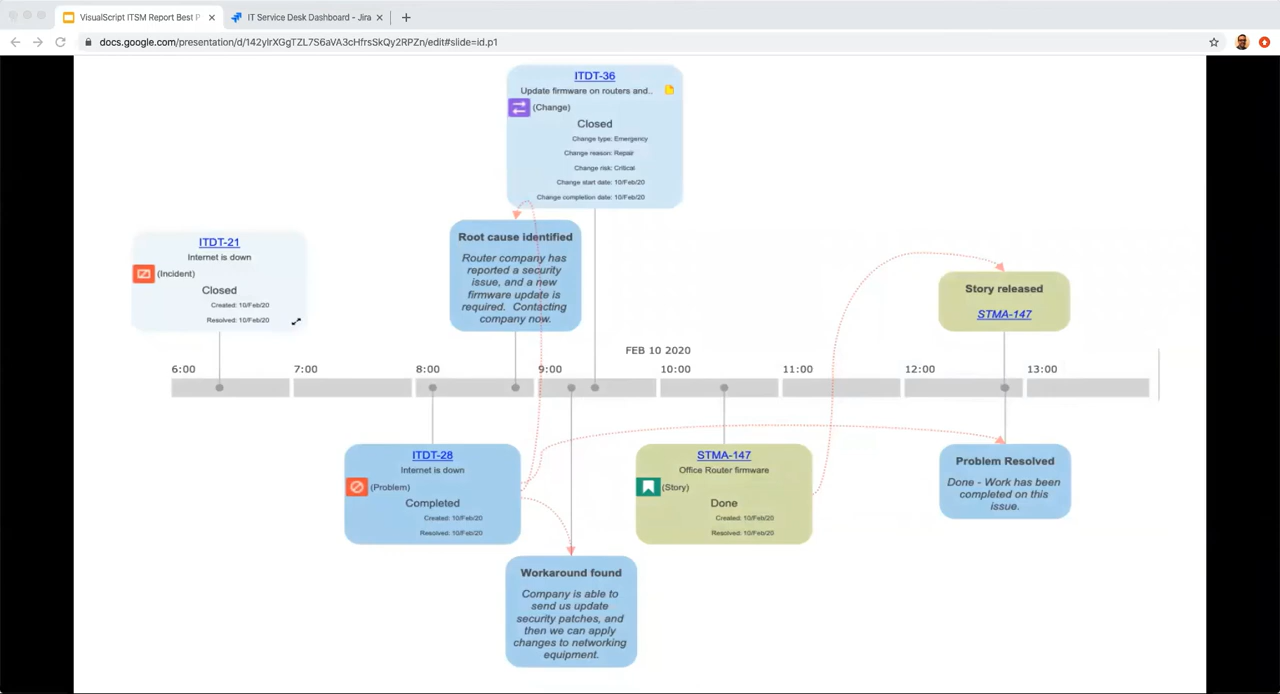 VisualScript ITSM Report Best P
IT Service Desk Dashboard - Jira
docs.google.com/presentation/d/142ylrXGgTZL7S6aVA3cHfrsSkQy2RPZn/edit#slide=id.p1
ITDT-36
Update firmware on routers and..
(Change)
Closed
Change type: Emergency
Change reason: Repair
Change risk: Critical
Change start date: 10/Feb/20
Change completion date: 10/Feb/20
ITDT-21
Internet is down
(Incident)
Closed
Created: 10/Feb/20
Resolved: 10/Feb/20
Root cause identified
Router company has
reported a security
issue, and a new
firmware update is
required. Contacting
company now.
Story released
STMA-147
FEB 10 2020
6:00 7:00 8:00 9:00 10:00 11:00 12:00 13:00
ITDT-28
Internet is down
(Problem)
Completed
Created: 10/Feb/20
Resolved: 10/Feb/20
STMA-147
Office Router firmware
(Story)
Done
Created: 10/Feb/20
Resolved: 10/Feb/20
Problem Resolved
Done - Work has been
completed on this
issue.
Workaround found
Company is able to
send us update
security patches, and
then we can apply
changes to networking
equipment.